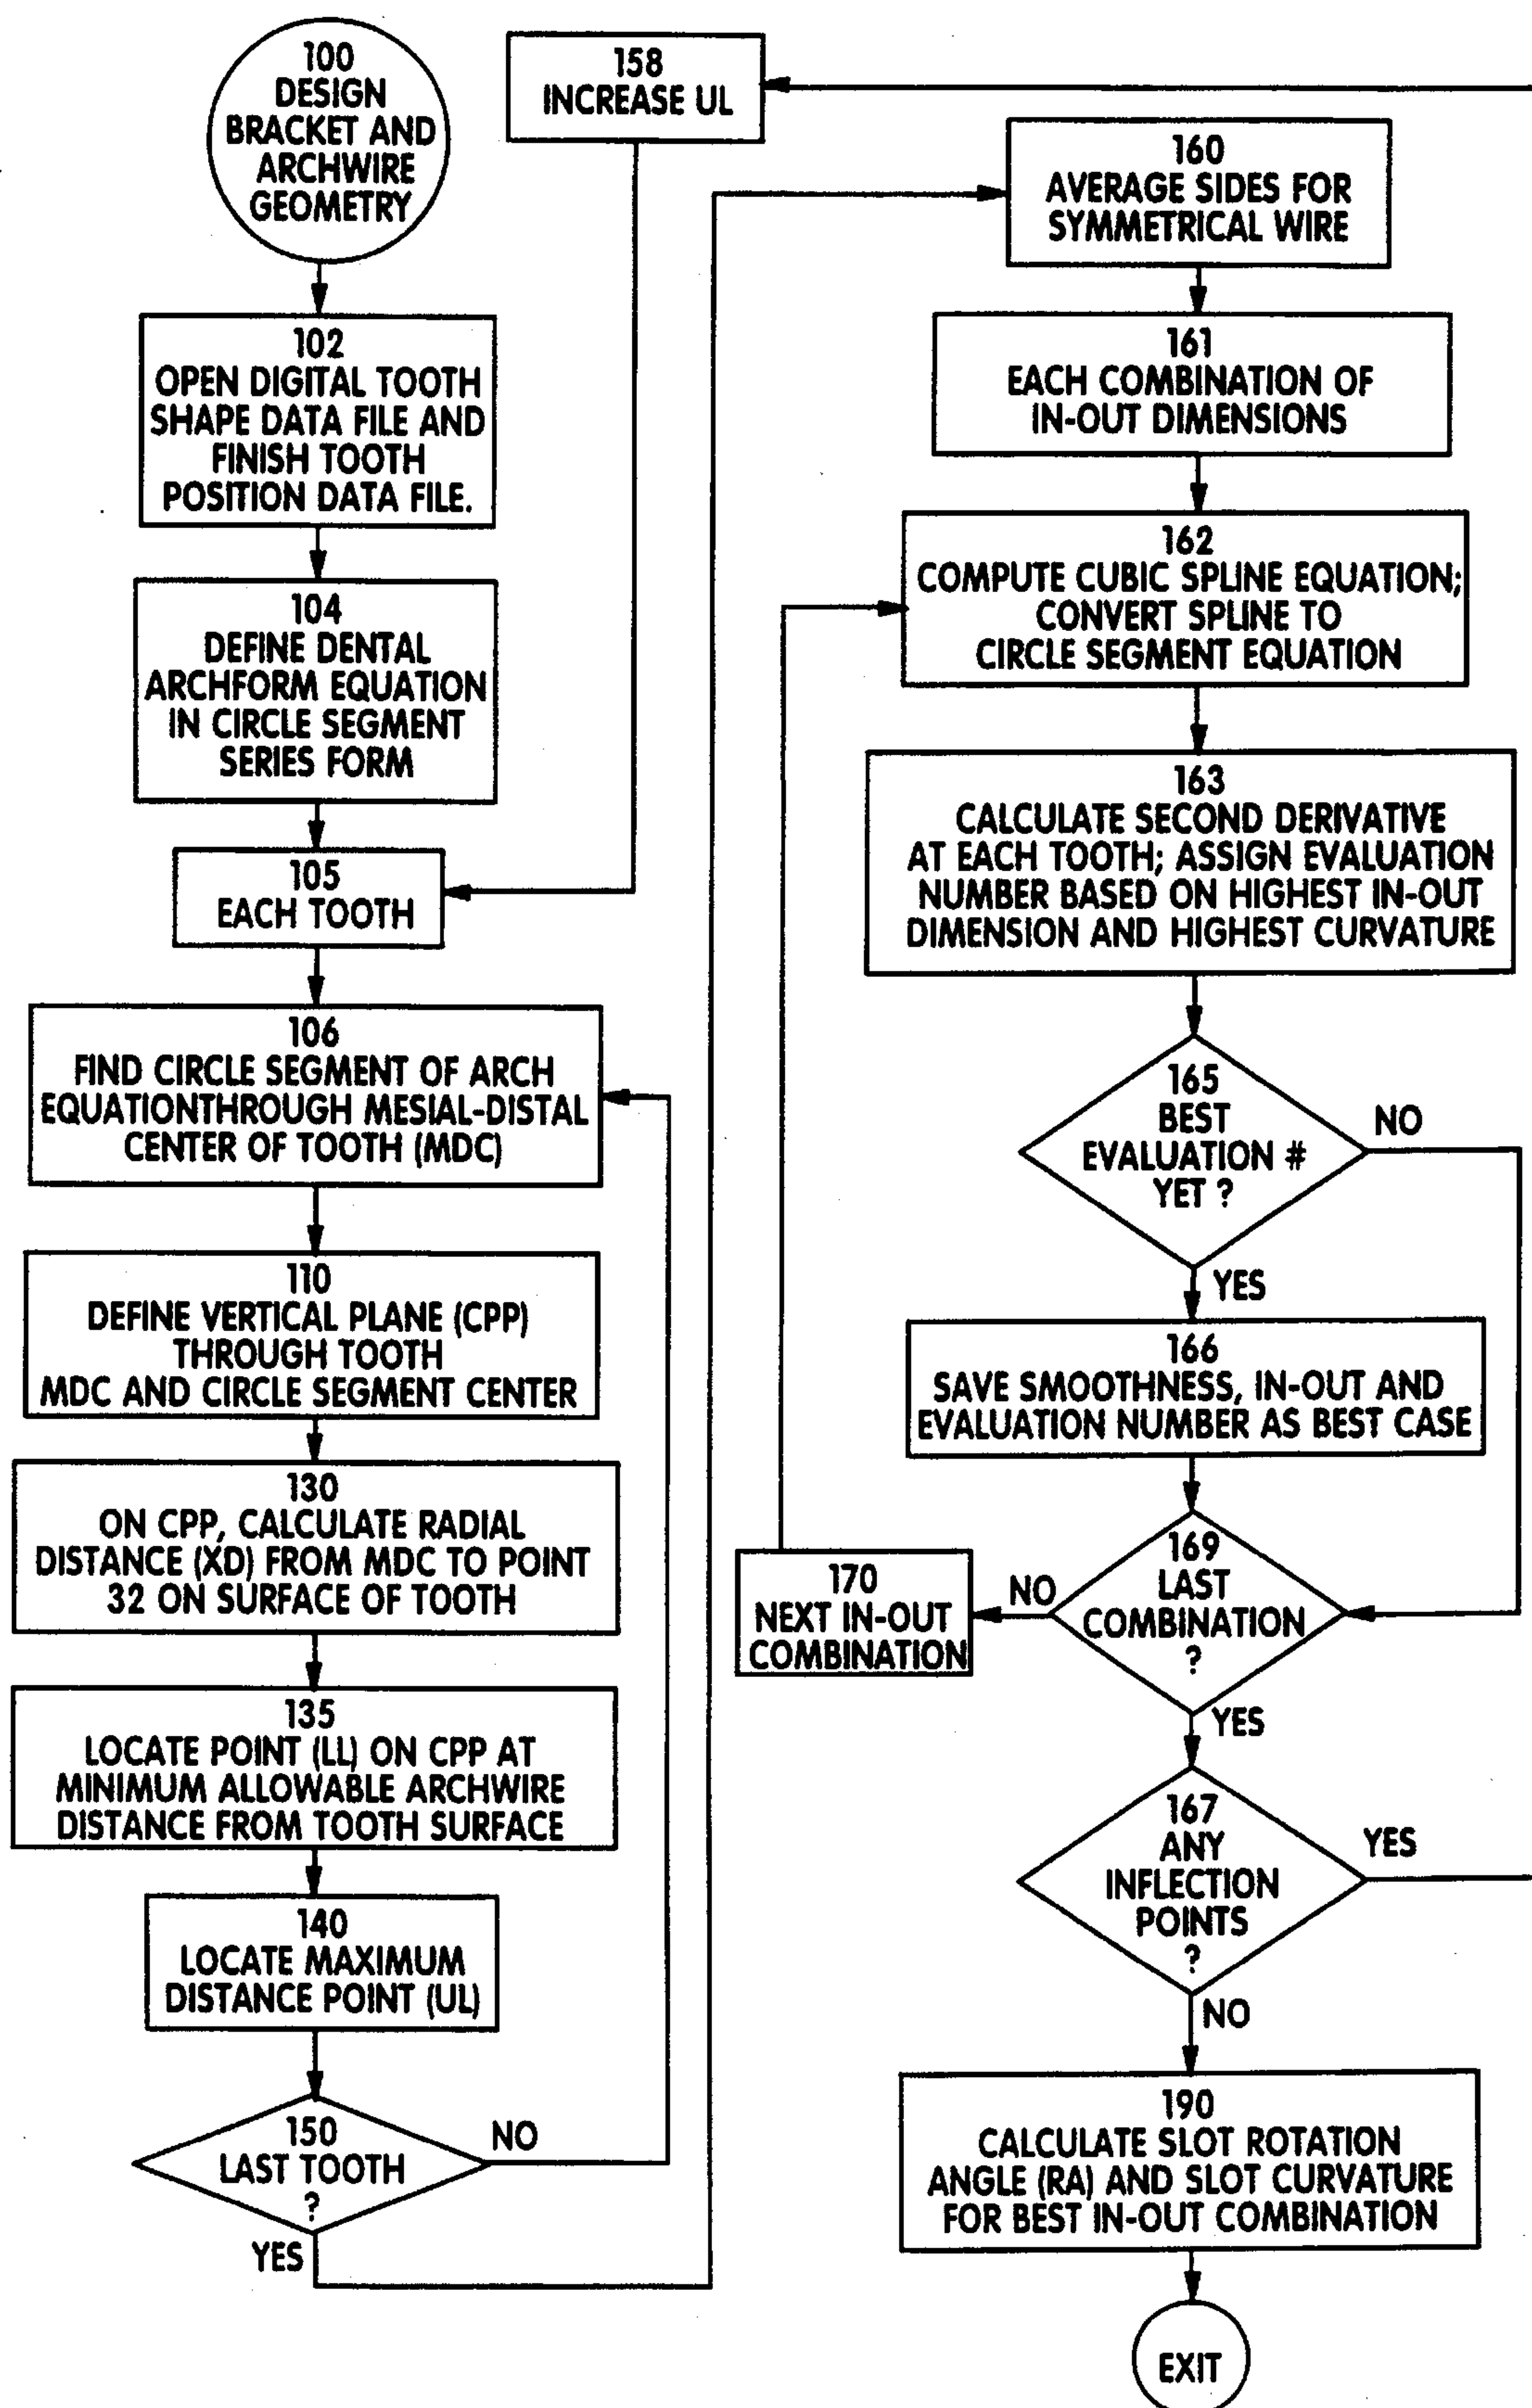 100
DESIGN
BRACKET AND
ARCHWIRE
GEOMETRY
102
OPEN DIGITAL TOOTH
SHAPE DATA FILE AND
FINISH TOOTH
POSITION DATA FILE.
104
DEFINE DENTAL
ARCHFORM EQUATION
IN CIRCLE SEGMENT
SERIES FORM
105
EACH TOOTH
106
FIND CIRCLE SEGMENT OF ARCH
EQUATIONTHROUGH MESIAL-DISTAL
CENTER OF TOOTH (MDC)
110
DEFINE VERTICAL PLANE (CPP)
THROUGH TOOTH
MDC AND CIRCLE SEGMENT CENTER
130
ON CPP, CALCULATE RADIAL
DISTANCE (XD) FROM MDC TO POINT
32 ON SURFACE OF TOOTH
135
LOCATE POINT (LL) ON CPP AT
MINIMUM ALLOWABLE ARCHWIRE
DISTANCE FROM TOOTH SURFACE
140
LOCATE MAXIMUM
DISTANCE POINT (UL)
150
LAST TOOTH
?
NO
YES
158
INCREASE UL
160
AVERAGE SIDES FOR
SYMMETRICAL WIRE
161
EACH COMBINATION OF
IN-OUT DIMENSIONS
162
COMPUTE CUBIC SPLINE EQUATION;
CONVERT SPLINE TO
CIRCLE SEGMENT EQUATION
163
CALCULATE SECOND DERIVATIVE
AT EACH TOOTH; ASSIGN EVALUATION
NUMBER BASED ON HIGHEST IN-OUT
DIMENSION AND HIGHEST CURVATURE
165
BEST
EVALUATION #
YET ?
NO
YES
166
SAVE SMOOTHNESS, IN-OUT AND
EVALUATION NUMBER AS BEST CASE
169
LAST
COMBINATION
?
NO
170
NEXT IN-OUT
COMBINATION
YES
167
ANY
INFLECTION
POINTS
?
YES
NO
190
CALCULATE SLOT ROTATION
ANGLE (RA) AND SLOT CURVATURE
FOR BEST IN-OUT COMBINATION
EXIT